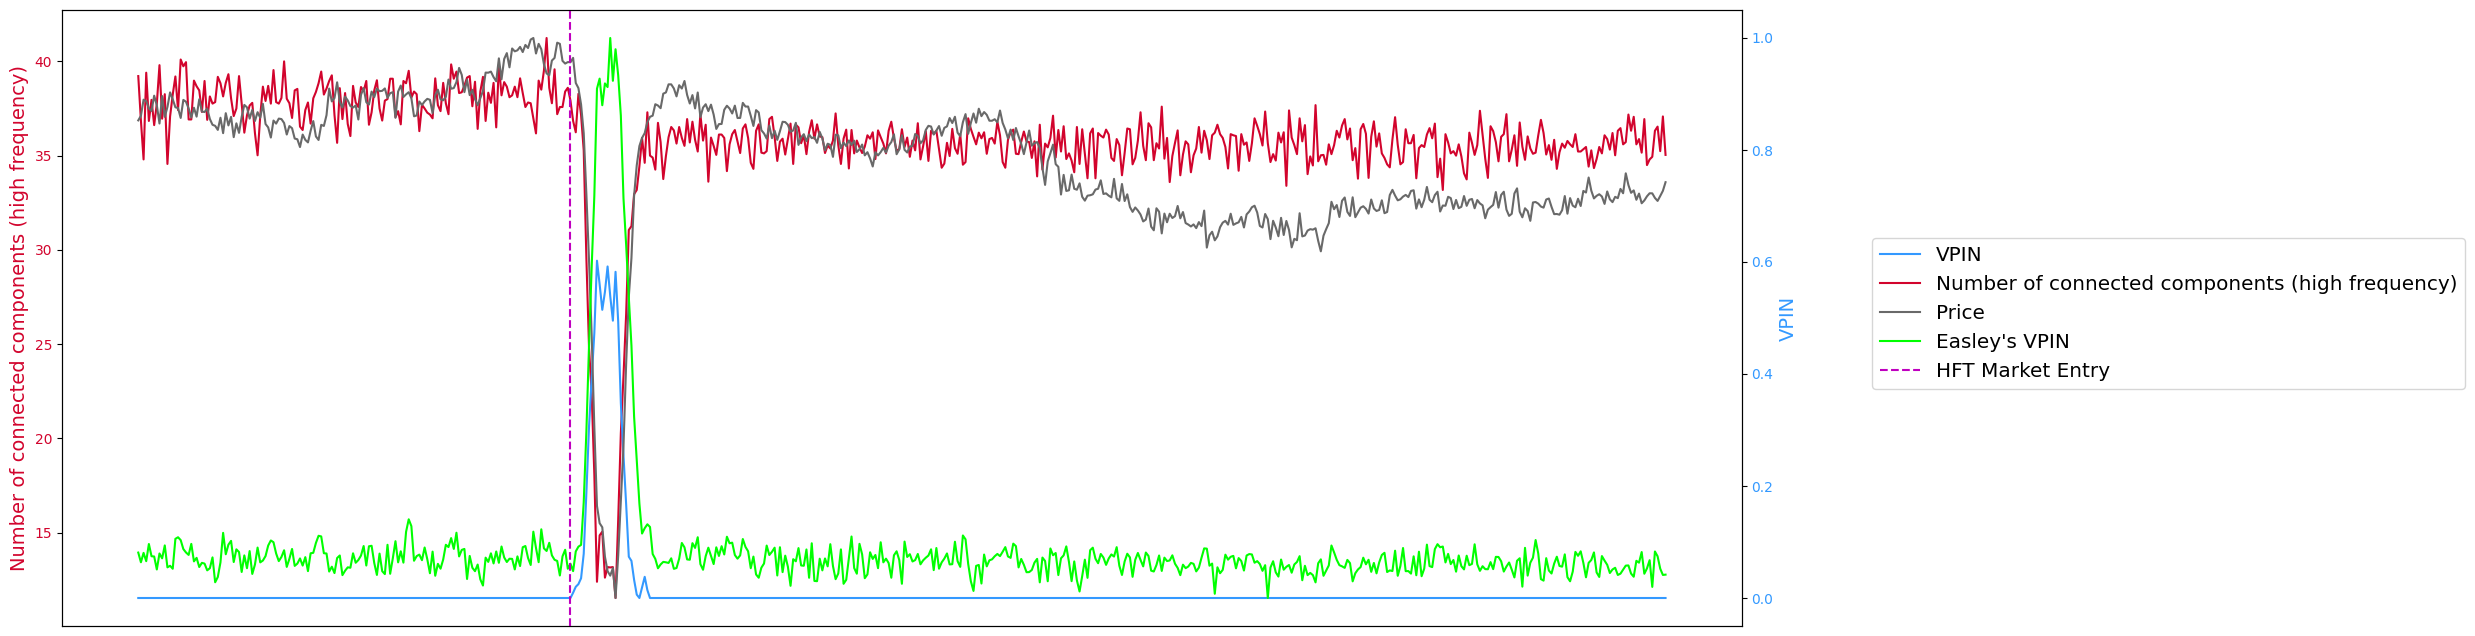 Number of connected components (high frequency)
40
35
30
25
20
15
1.0
0.8
0.6
0.4
0.2
0.0
VPIN
VPIN
Number of connected components (high frequency)
Price
Easley's VPIN
HFT Market Entry